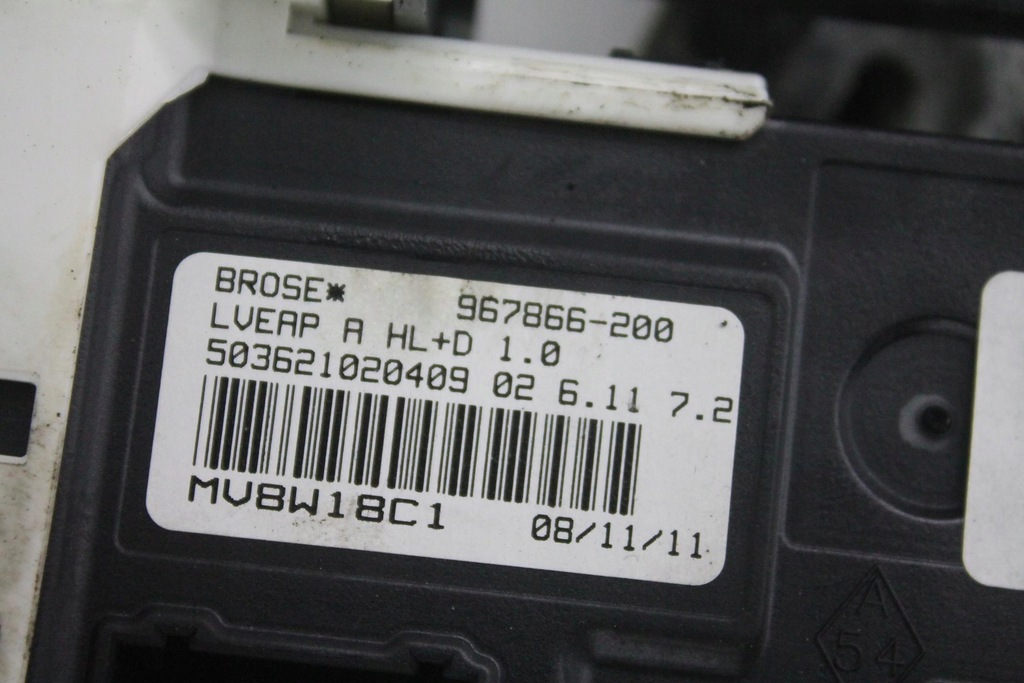 BROSE* 967866-200
LVEAP A HL+D 1.0
503621020409 02 6.11 7.2
MV8W18C1 08/11/11
A
54